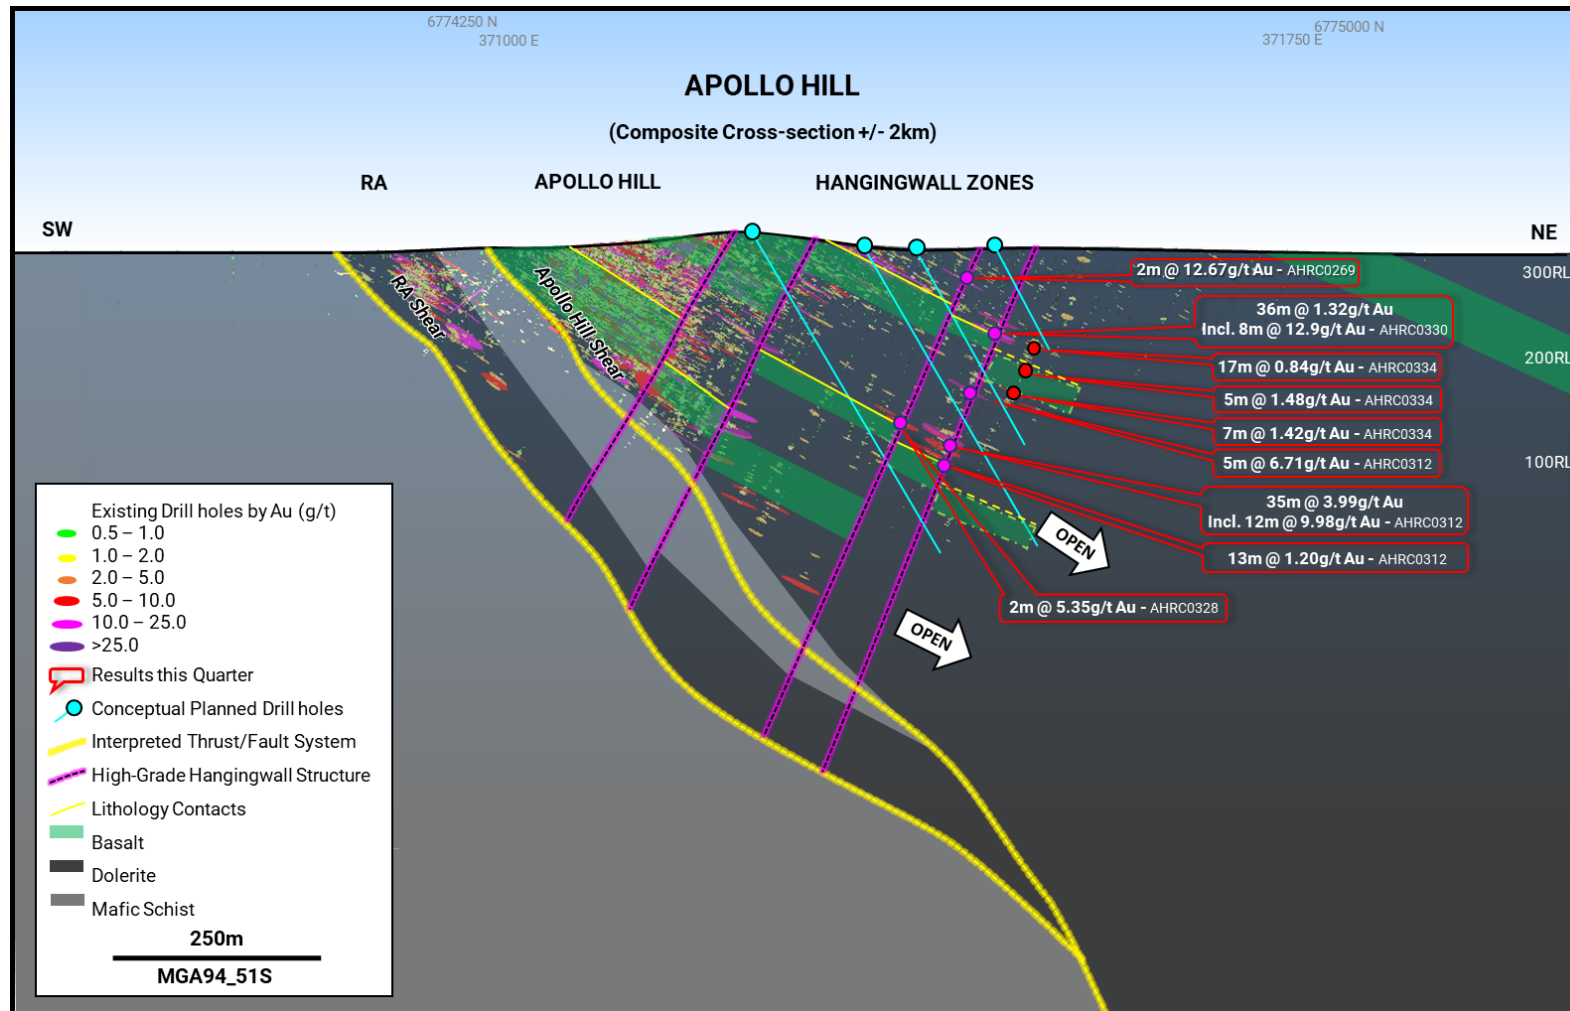 6774250 N
371000 E
6775000 N
371750 E
APOLLO HILL
(Composite Cross-section +/- 2km)
RA
APOLLO HILL
HANGINGWALL ZONES
SW
NE
RA Shear
Apollo Hill Shear
300RL
200RL
100RL
2m @ 12.67g/t Au - AHRC0269
36m @ 1.32g/t Au
Incl. 8m @ 12.9g/t Au - AHRC0330
17m @ 0.84g/t Au - AHRC0334
5m @ 1.48g/t Au - AHRC0334
7m @ 1.42g/t Au - AHRC0334
5m @ 6.71g/t Au - AHRC0312
35m @ 3.99g/t Au
Incl. 12m @ 9.98g/t Au - AHRC0312
13m @ 1.20g/t Au - AHRC0312
2m @ 5.35g/t Au - AHRC0328
OPEN
OPEN
Existing Drill holes by Au (g/t)
0.5 – 1.0
1.0 – 2.0
2.0 – 5.0
5.0 – 10.0
10.0 – 25.0
>25.0
Results this Quarter
Conceptual Planned Drill holes
Interpreted Thrust/Fault System
High-Grade Hangingwall Structure
Lithology Contacts
Basalt
Dolerite
Mafic Schist
250m
MGA94_51S